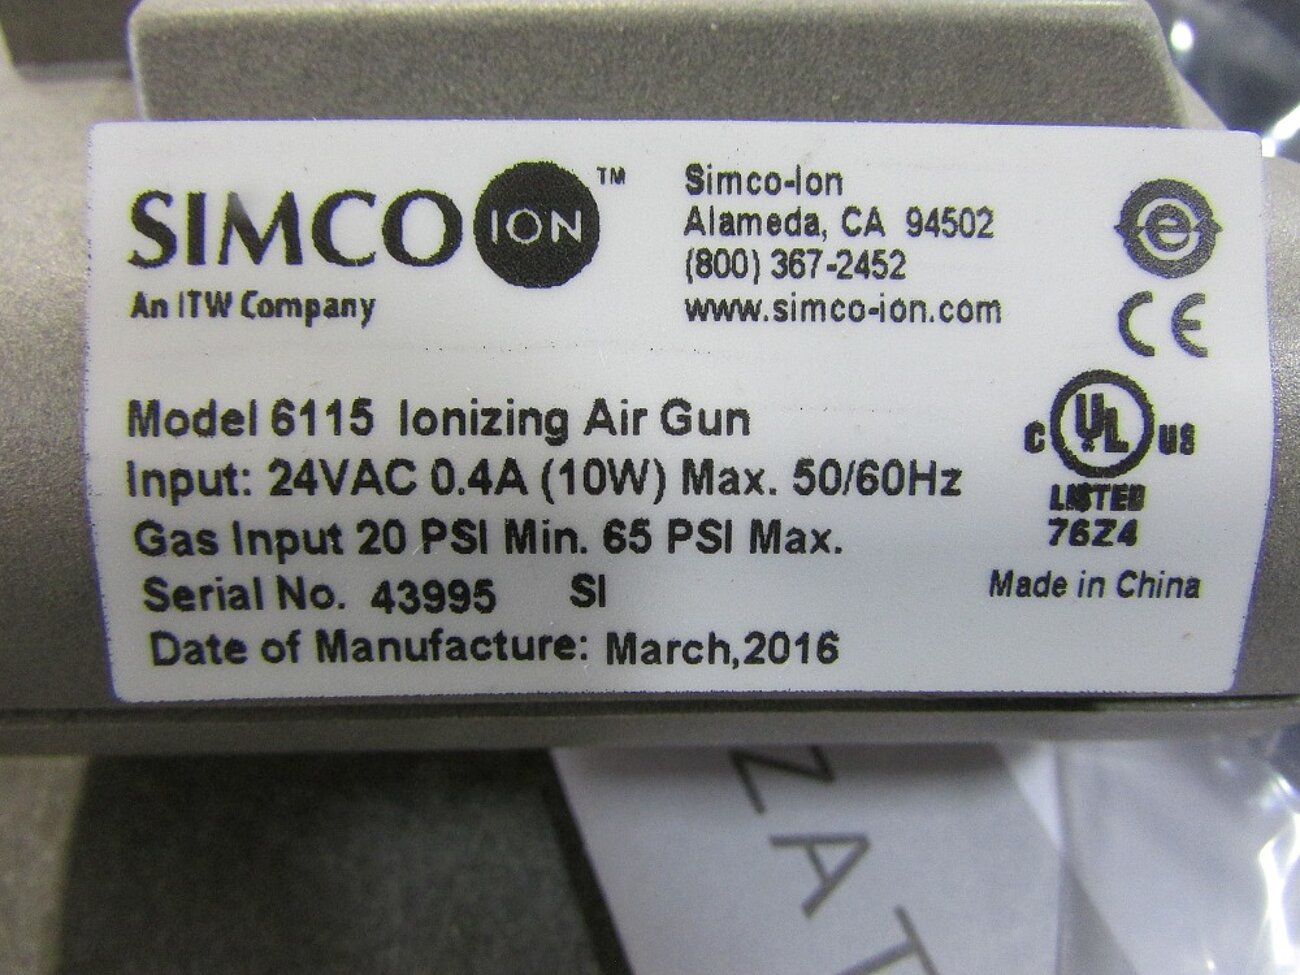 SIMCO ION ™
An ITW Company
Simco-Ion
Alameda, CA 94502
(800) 367-2452
www.simco-ion.com
e
CE
Model 6115 Ionizing Air Gun
Input: 24VAC 0.4A (10W) Max. 50/60Hz
Gas Input 20 PSI Min. 65 PSI Max.
Serial No. 43995 SI
Date of Manufacture: March,2016
C UL US
LISTED
76Z4
Made in China
ZAT